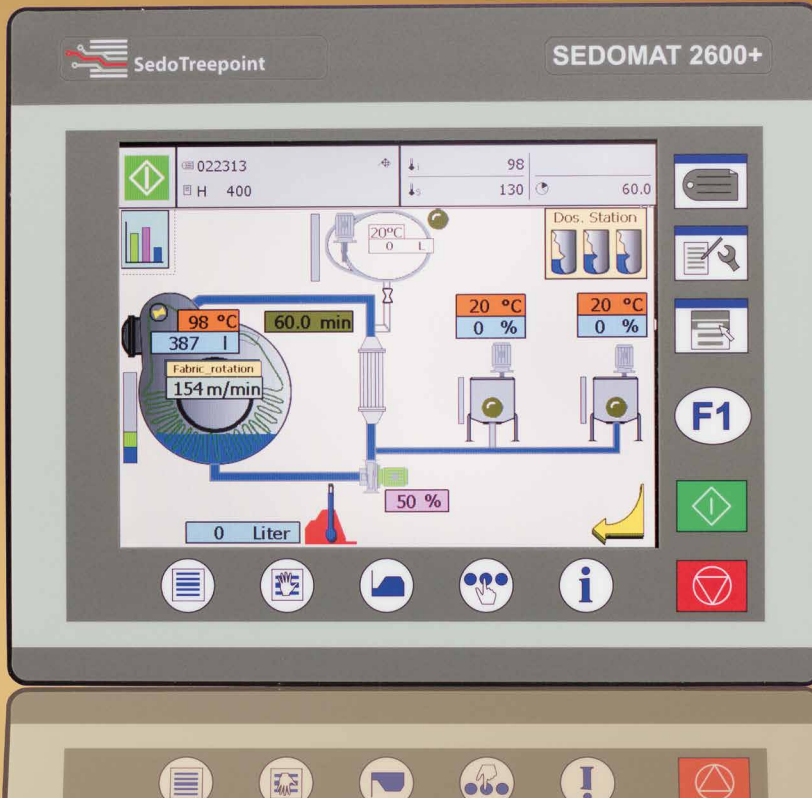 SedoTreepoint
SEDOMAT 2600+
022313
H 400
i 98
s 130
60.0
Dos. Station
20°C
0 L
98 °C
387 l
60.0 min
Fabric_rotation
154 m/min
20 °C
0 %
20 °C
0 %
50 %
0 Liter
F1
i